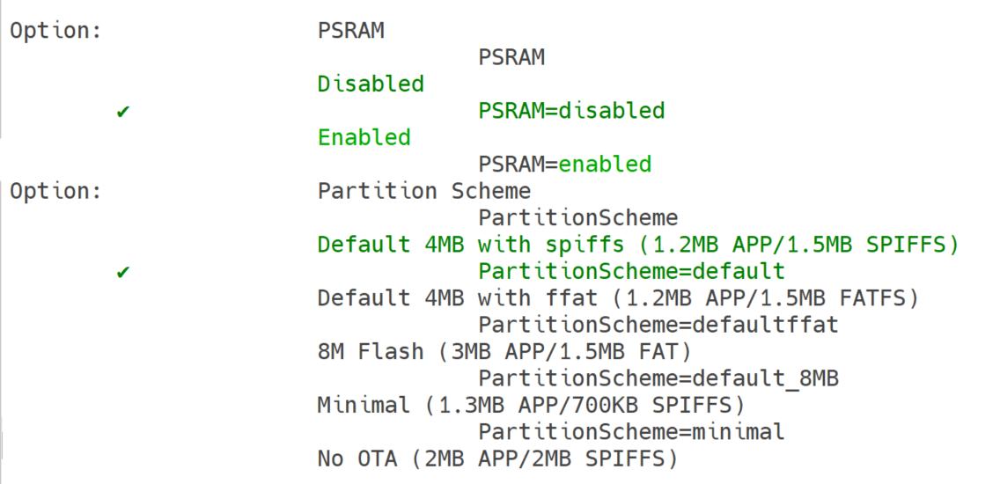 Option: PSRAM
PSRAM
Disabled
✔ PSRAM=disabled
Enabled
PSRAM=enabled
Option: Partition Scheme
PartitionScheme
Default 4MB with spiffs (1.2MB APP/1.5MB SPIFFS)
✔ PartitionScheme=default
Default 4MB with ffat (1.2MB APP/1.5MB FATFS)
PartitionScheme=defaultffat
8M Flash (3MB APP/1.5MB FAT)
PartitionScheme=default_8MB
Minimal (1.3MB APP/700KB SPIFFS)
PartitionScheme=minimal
No OTA (2MB APP/2MB SPIFFS)